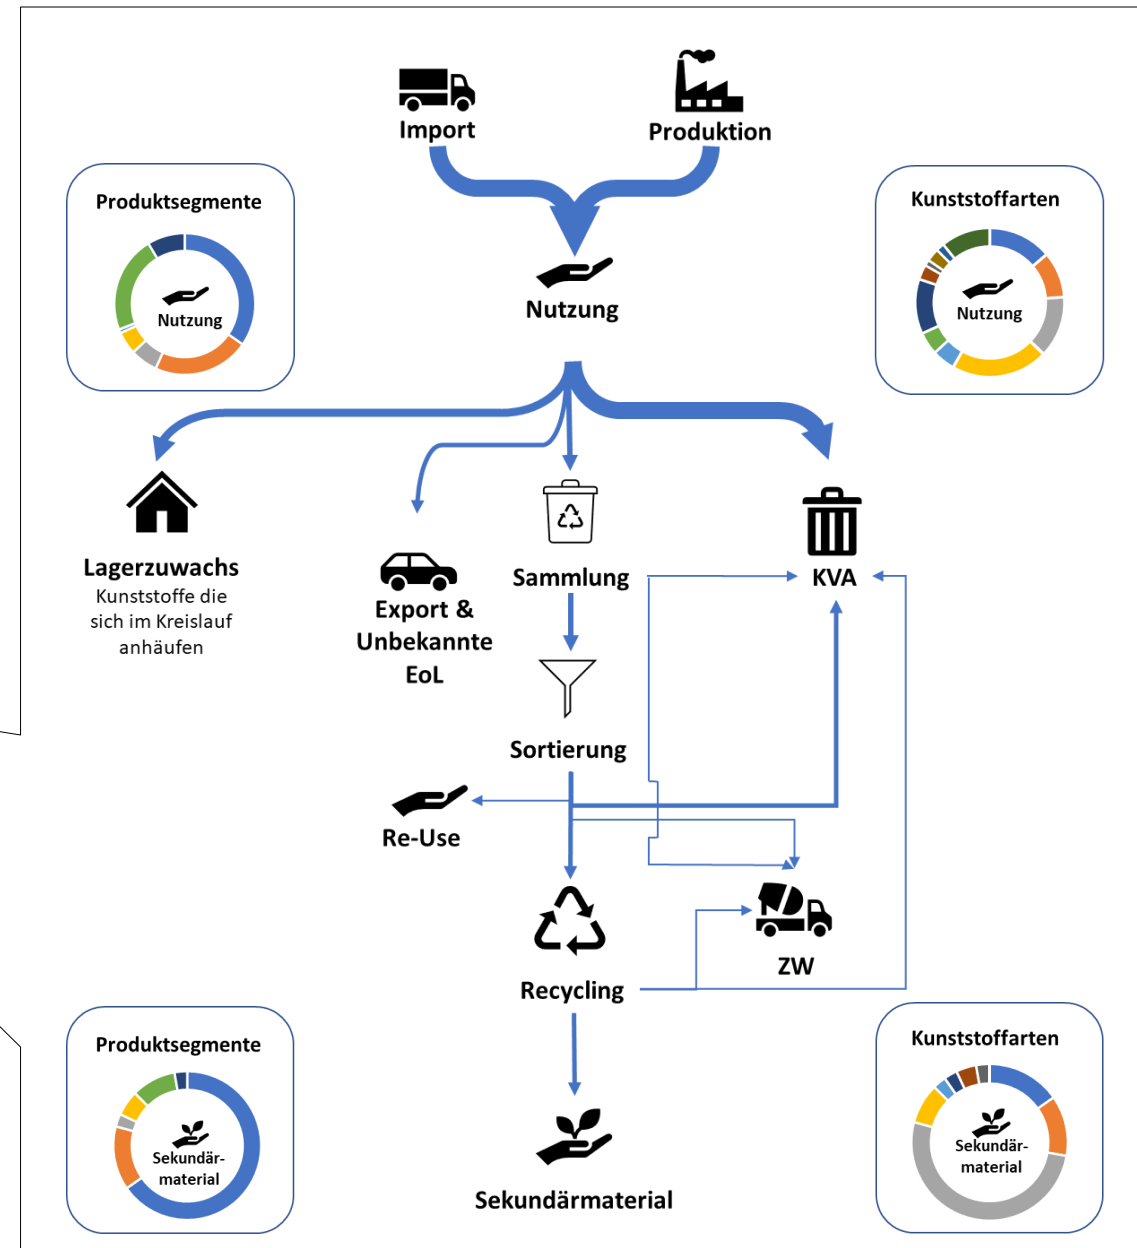 Import
Produktion
Produktsegmente
Nutzung
Kunststoffarten
Nutzung
Nutzung
Lagerzuwachs
Kunststoffe die
sich im Kreislauf
anhäufen
Export &
Unbekannte
EoL
Sammlung
KVA
Sortierung
Re-Use
Recycling
ZW
Produktsegmente
Sekundär-
material
Kunststoffarten
Sekundär-
material
Sekundärmaterial